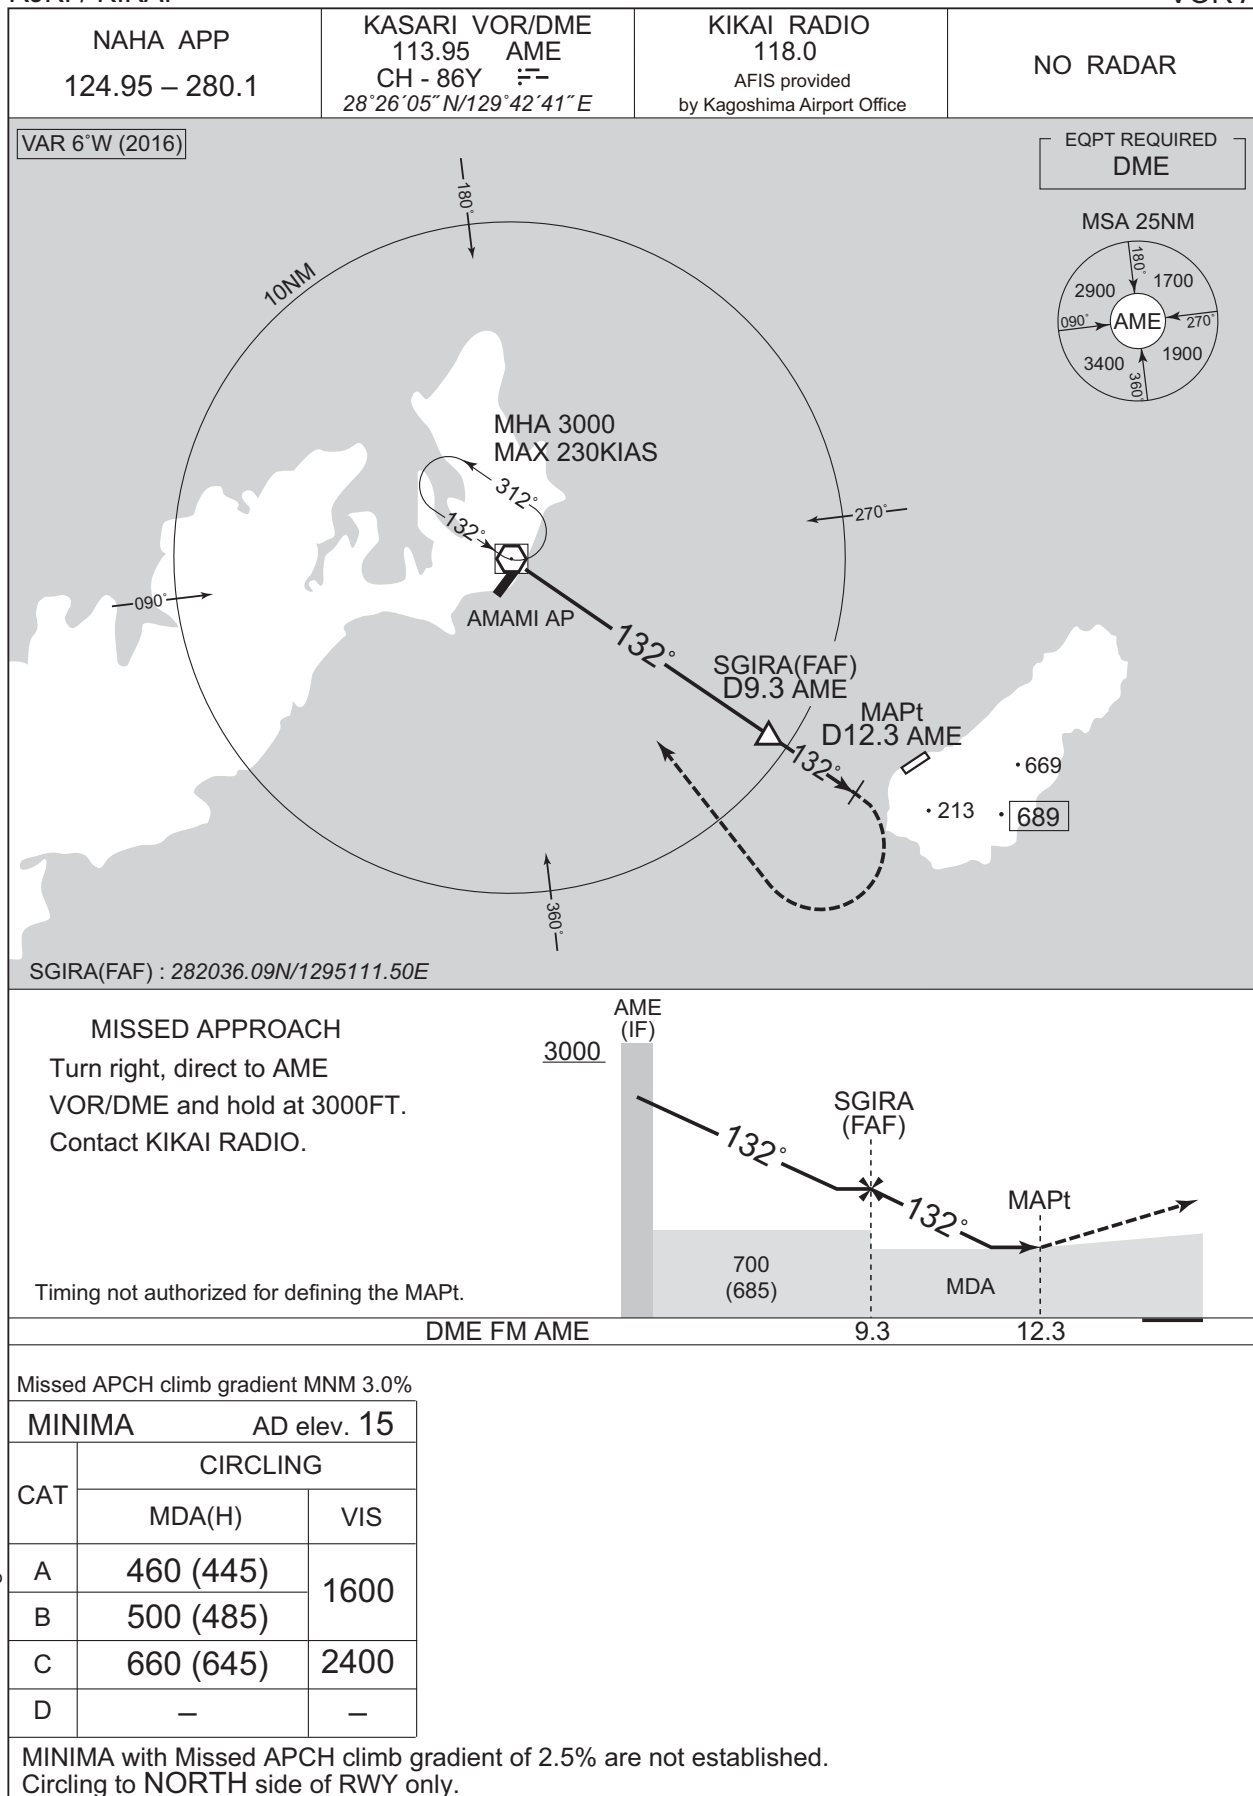 NAHA APP
124.95 – 280.1
KASARI VOR/DME
113.95 AME
CH - 86Y
28˚26´05˝ N/129˚42´41˝ E
KIKAI RADIO
118.0
AFIS provided
by Kagoshima Airport Office
NO RADAR
VAR 6˚W (2016)
EQPT REQUIRED
DME
MSA 25NM
180˚
2900
1700
090˚
AME
270˚
3400
1900
360˚
180˚
10NM
MHA 3000
MAX 230KIAS
312˚
132˚
270˚
090˚
AMAMI AP
132˚
SGIRA(FAF)
D9.3 AME
MAPt
D12.3 AME
132˚
669
213
689
360˚
SGIRA(FAF) : 282036.09N/1295111.50E
MISSED APPROACH
Turn right, direct to AME
VOR/DME and hold at 3000FT.
Contact KIKAI RADIO.
Timing not authorized for defining the MAPt.
AME
(IF)
3000
SGIRA
(FAF)
132˚
132˚
MAPt
700
(685)
MDA
DME FM AME 9.3 12.3
Missed APCH climb gradient MNM 3.0%
MINIMA AD elev. 15
CAT
CIRCLING
MDA(H) VIS
A 460 (445)
1600
B 500 (485)
C 660 (645) 2400
D – –
MINIMA with Missed APCH climb gradient of 2.5% are not established.
Circling to NORTH side of RWY only.